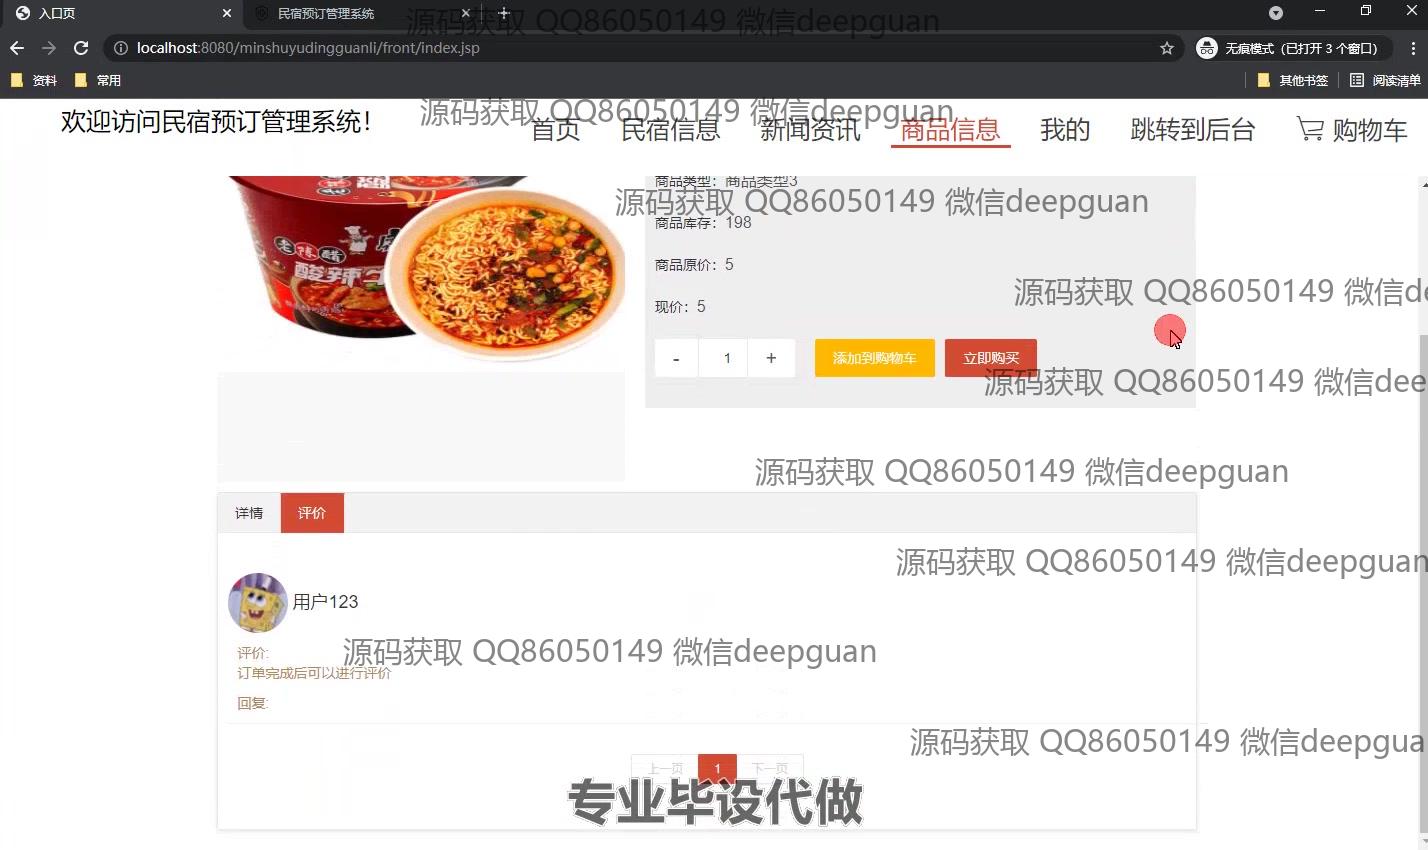 入口页
民宿预订管理系统
源码获取 QQ86050149 微信deepguan
localhost:8080/minshuyudingguanli/front/index.jsp
无痕模式（已打开 3 个窗口）
资料
常用
其他书签
阅读清单
欢迎访问民宿预订管理系统！
源码获取 QQ86050149 微信deepguan
首页
民宿信息
新闻资讯
商品信息
我的
跳转到后台
购物车
商品类型：商品类型3
源码获取 QQ86050149 微信deepguan
商品库存：198
老陈醋
酸辣牛
商品原价：5
源码获取 QQ86050149 微信de
现价：5
- 1 +
添加到购物车
立即购买
源码获取 QQ86050149 微信dee
源码获取 QQ86050149 微信deepguan
详情
评价
源码获取 QQ86050149 微信deepguan
用户123
源码获取 QQ86050149 微信deepguan
评价:
订单完成后可以进行评价
回复:
源码获取 QQ86050149 微信deepgua
上一页
1
下一页
专业毕设代做